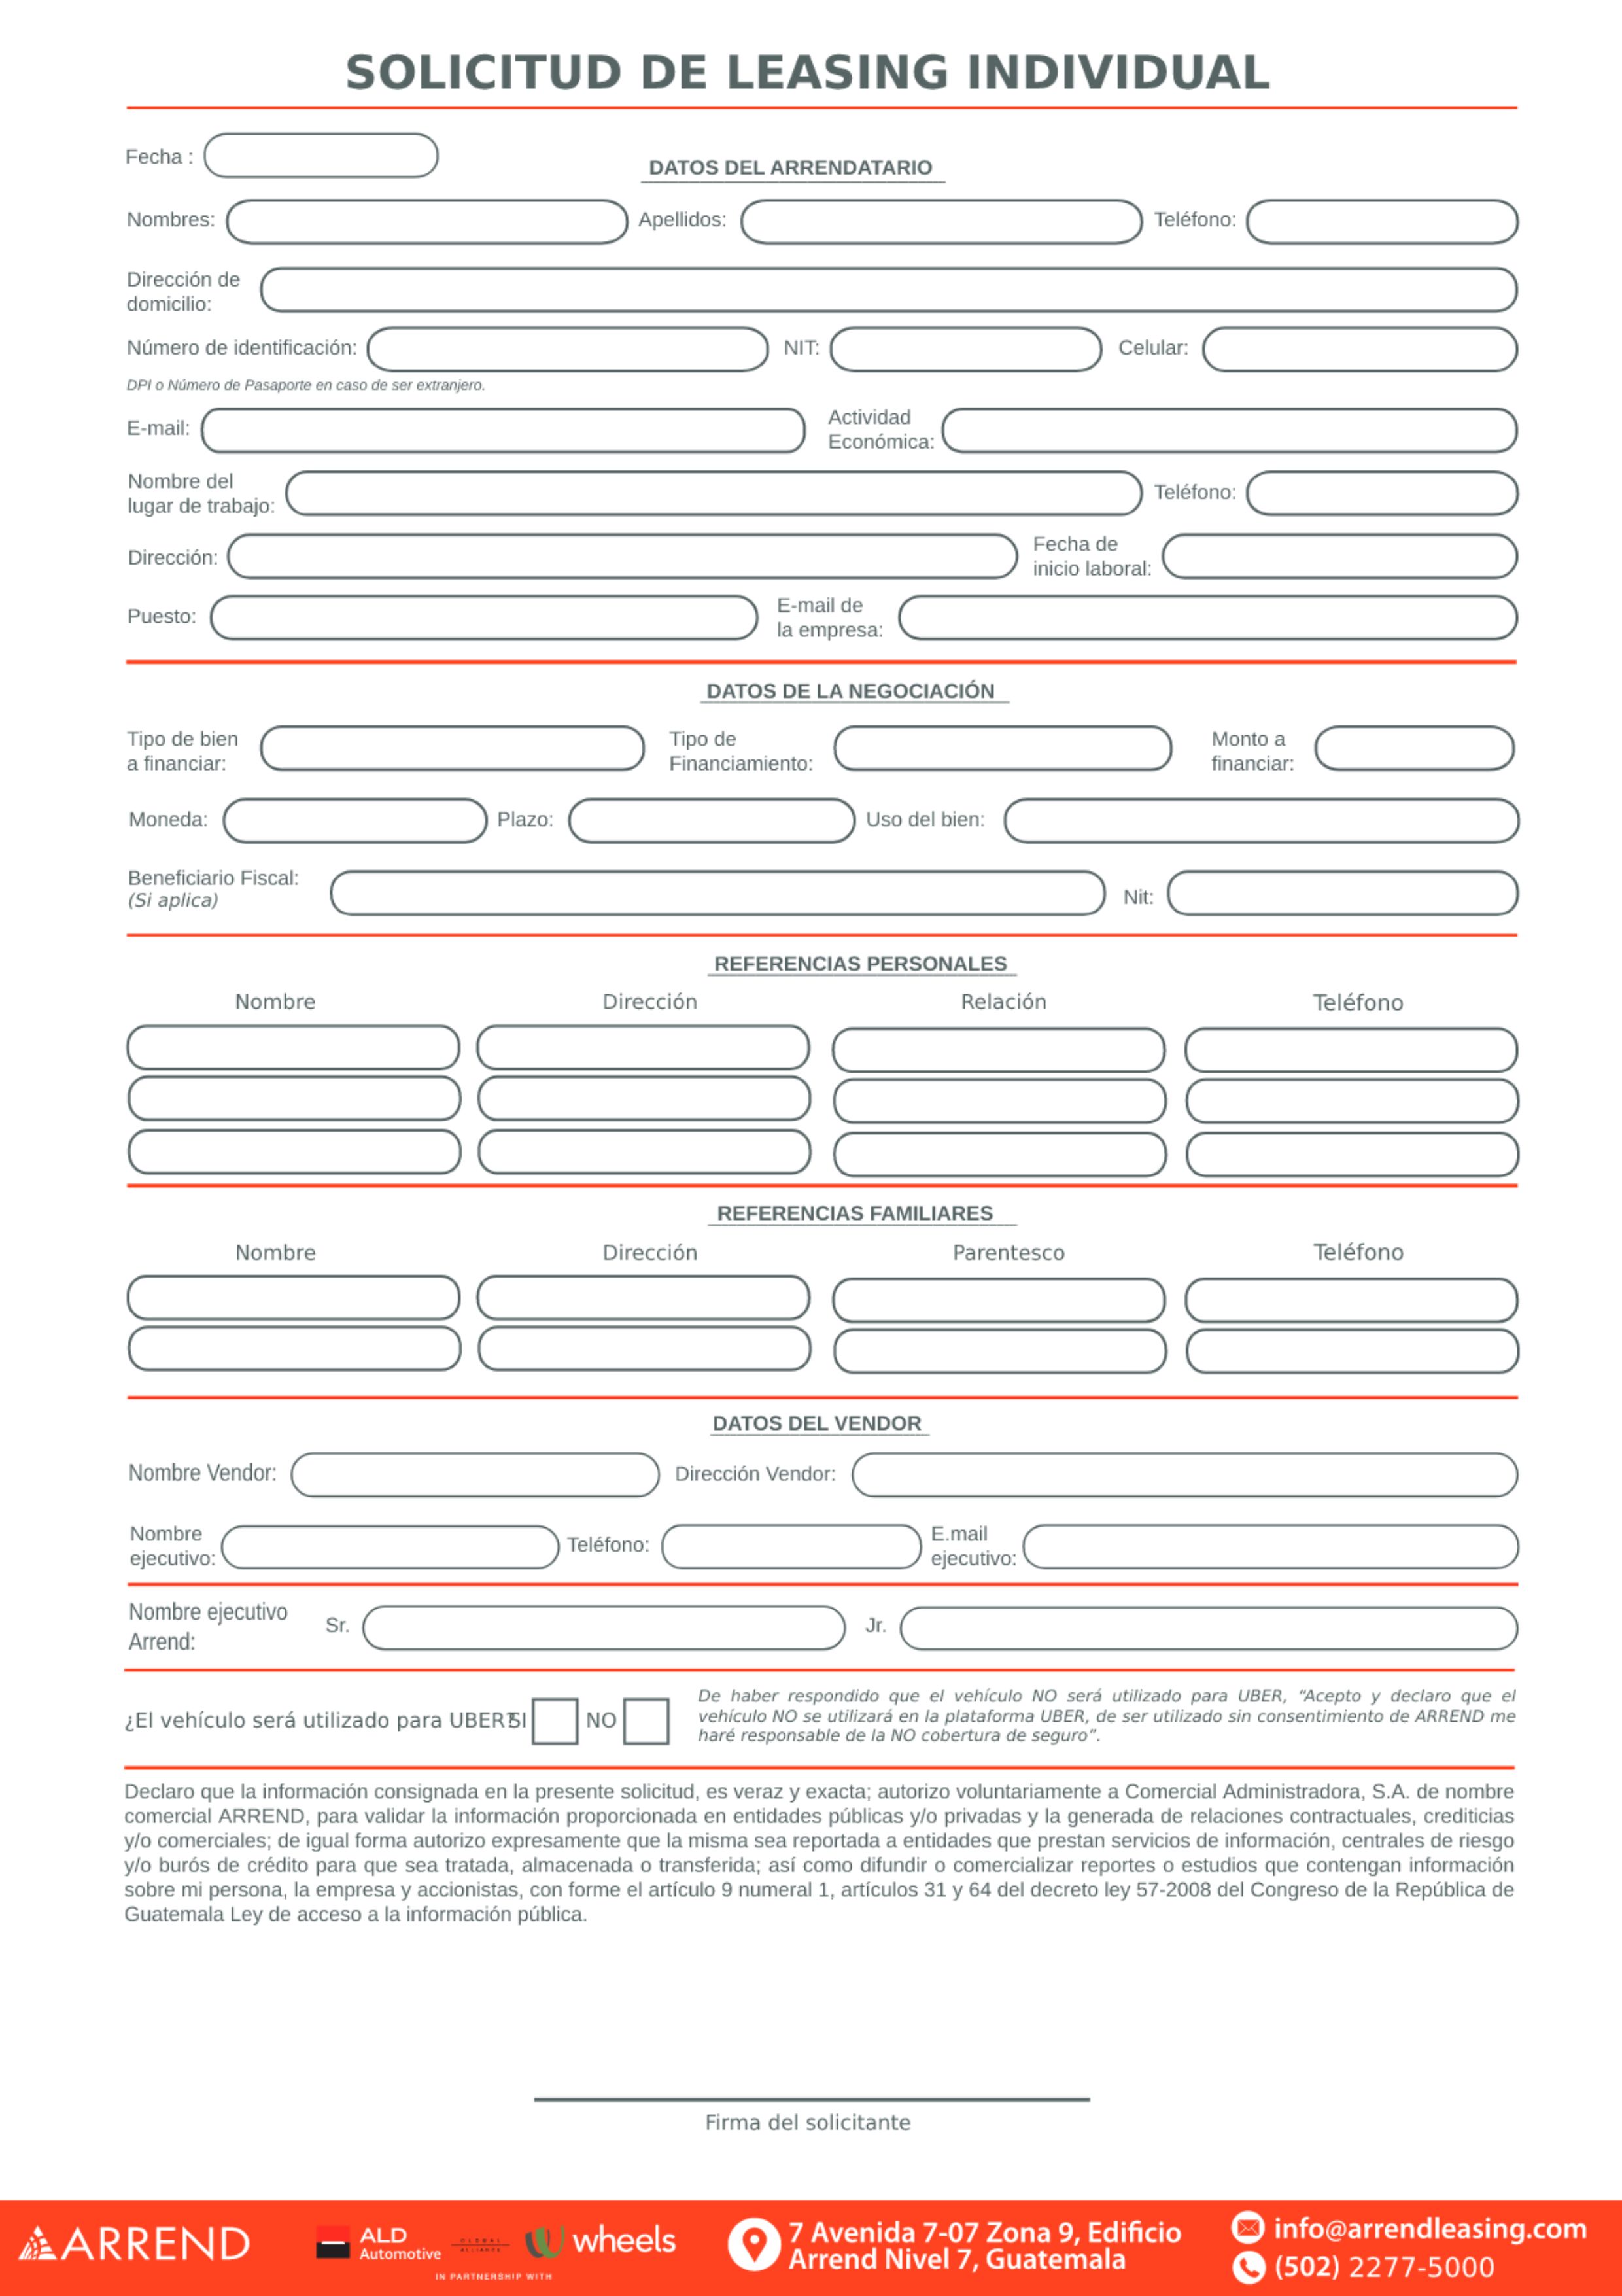 SOLICITUD DE LEASING INDIVIDUAL
Fecha :
DATOS DEL ARRENDATARIO
Nombres: Apellidos: Teléfono:
Dirección de
domicilio:
Número de identificación: NIT: Celular:
DPI o Número de Pasaporte en caso de ser extranjero.
E-mail: Actividad
Económica:
Nombre del
lugar de trabajo: Teléfono:
Dirección: Fecha de
inicio laboral:
Puesto: E-mail de
la empresa:
DATOS DE LA NEGOCIACIÓN
Tipo de bien
a financiar:
Tipo de
Financiamiento:
Monto a
financiar:
Moneda: Plazo: Uso del bien:
Beneficiario Fiscal:
(Si aplica)
Nit:
REFERENCIAS PERSONALES
Nombre Dirección Relación Teléfono
REFERENCIAS FAMILIARES
Nombre Dirección Parentesco Teléfono
DATOS DEL VENDOR
Nombre Vendor: Dirección Vendor:
Nombre
ejecutivo:
Teléfono:
E.mail
ejecutivo:
Nombre ejecutivo
Arrend:
Sr. Jr.
¿El vehículo será utilizado para UBER? SI NO
De haber respondido que el vehículo NO será utilizado para UBER, “Acepto y declaro que el
vehículo NO se utilizará en la plataforma UBER, de ser utilizado sin consentimiento de ARREND me
haré responsable de la NO cobertura de seguro”.
Declaro que la información consignada en la presente solicitud, es veraz y exacta; autorizo voluntariamente a Comercial Administradora, S.A. de nombre
comercial ARREND, para validar la información proporcionada en entidades públicas y/o privadas y la generada de relaciones contractuales, crediticias
y/o comerciales; de igual forma autorizo expresamente que la misma sea reportada a entidades que prestan servicios de información, centrales de riesgo
y/o burós de crédito para que sea tratada, almacenada o transferida; así como difundir o comercializar reportes o estudios que contengan información
sobre mi persona, la empresa y accionistas, con forme el artículo 9 numeral 1, artículos 31 y 64 del decreto ley 57-2008 del Congreso de la República de
Guatemala Ley de acceso a la información pública.
Firma del solicitante
ARREND
ALD
Automotive
GLOBAL
ALLIANCE
wheels
IN PARTNERSHIP WITH
7 Avenida 7-07 Zona 9, Edificio
Arrend Nivel 7, Guatemala
info@arrendleasing.com
(502) 2277-5000